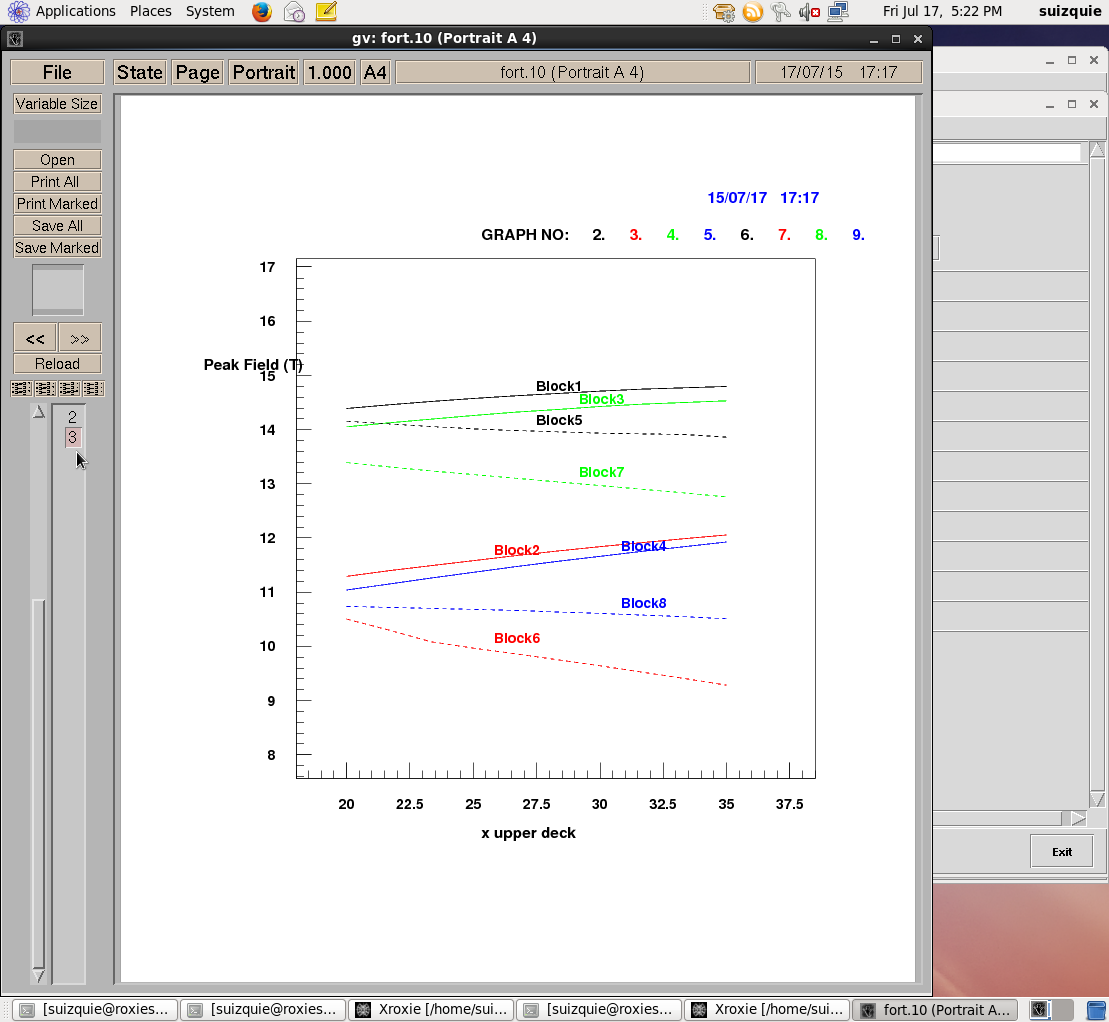 Applications Places System Fri Jul 17, 5:22 PM suizquie
gv: fort.10 (Portrait A 4)
File State Page Portrait 1.000 A4 fort.10 (Portrait A 4) 17/07/15 17:17
Variable Size
Open
Print All
Print Marked
Save All
Save Marked
<< >>
Reload
2
3
15/07/17 17:17
GRAPH NO: 2. 3. 4. 5. 6. 7. 8. 9.
17
16
Peak Field (T)
15
Block1
Block3
Block5
14
Block7
13
12
Block4
Block2
11
Block8
Block6
10
9
8
20 22.5 25 27.5 30 32.5 35 37.5
x upper deck
Exit
[suizquie@roxies... [suizquie@roxies... Xroxie [/home/sui... [suizquie@roxies... Xroxie [/home/sui... fort.10 (Portrait A...